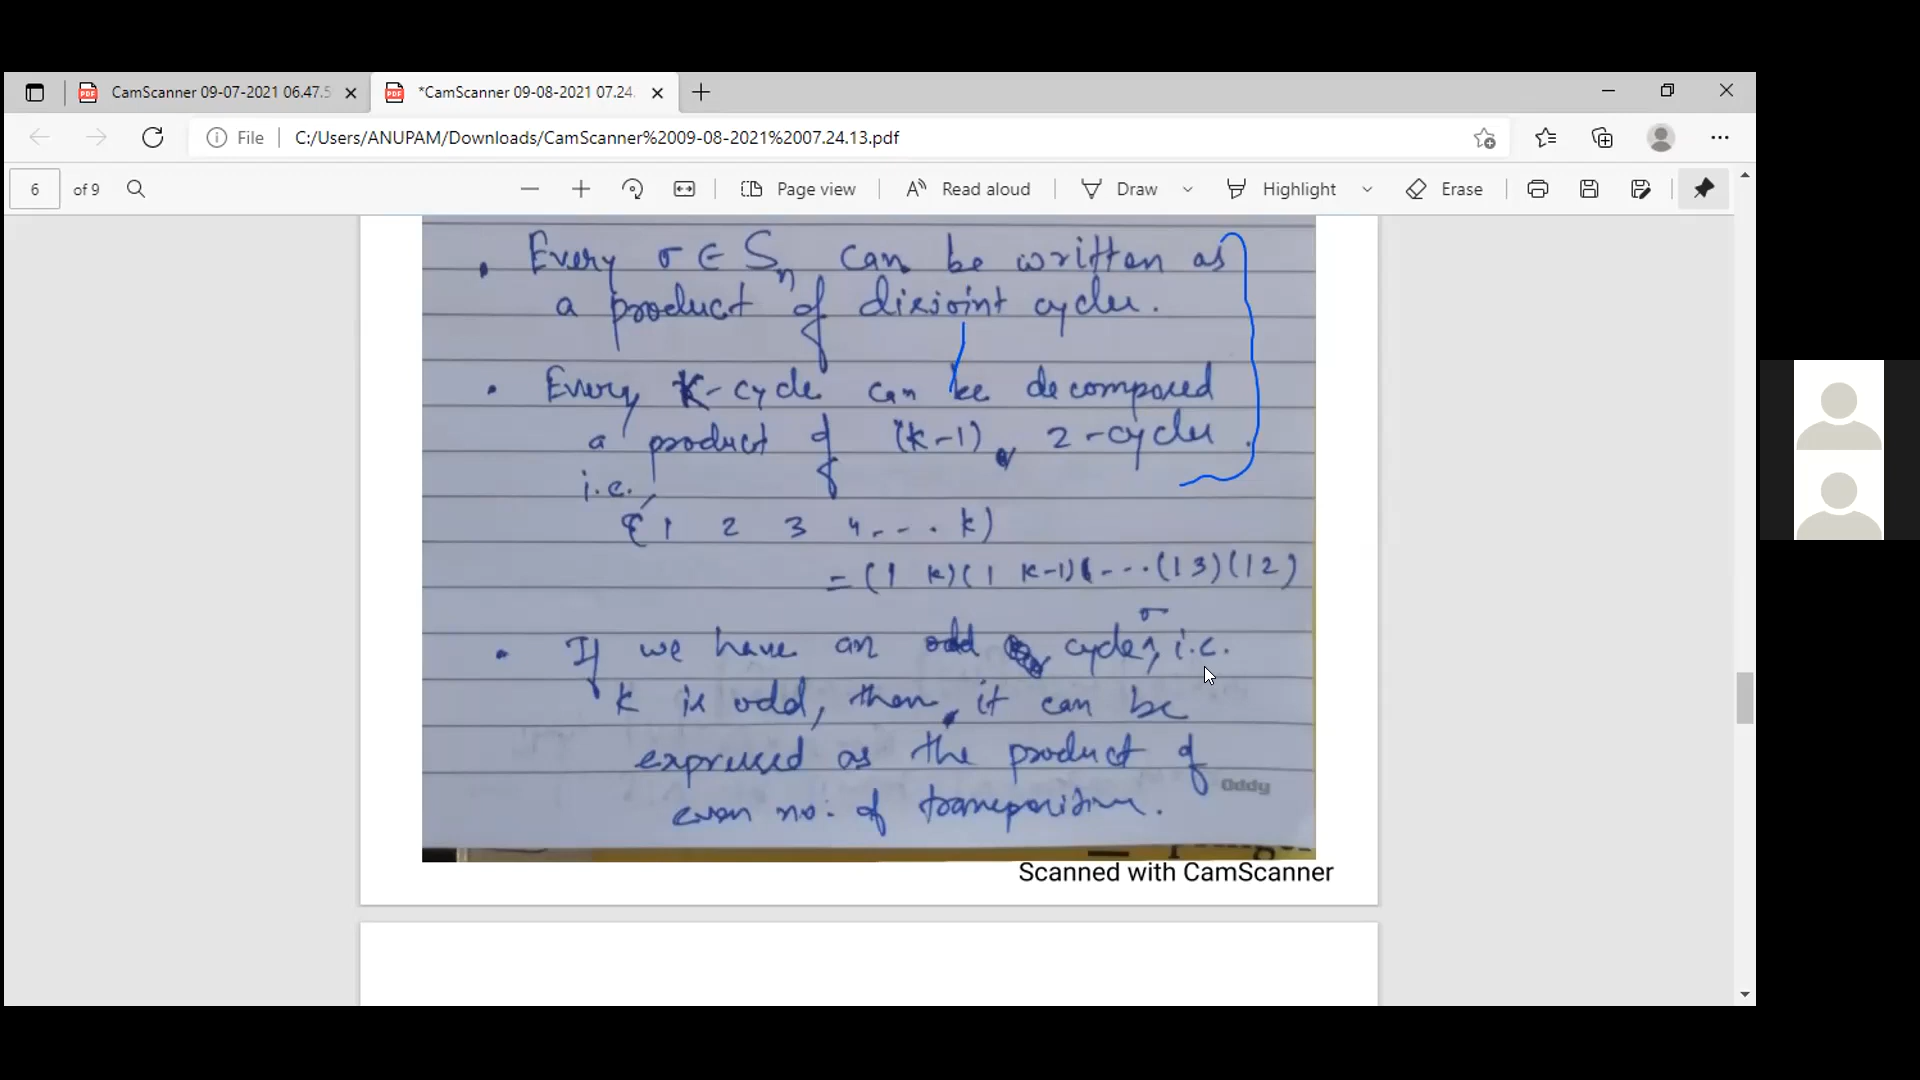 CamScanner 09-07-2021 06.47.5
*CamScanner 09-08-2021 07.24.
File
C:/Users/ANUPAM/Downloads/CamScanner%2009-08-2021%2007.24.13.pdf
6 of 9
Page view
Read aloud
Draw
Highlight
Erase
. Every σ ∈ Sn can be written as
a product of disjoint cycles.
. Every K-cycle can be decomposed
a product of (k-1), 2-cycles.
i.e.
(1 2 3 4, - - . k)
= (1 k)(1 k-1)(- ...(1 3)(1 2)
σ
. If we have an odd cycle, i.e.
k is odd, then, it can be
expressed as the product of
even no: of transposition.
Oddy
Scanned with CamScanner